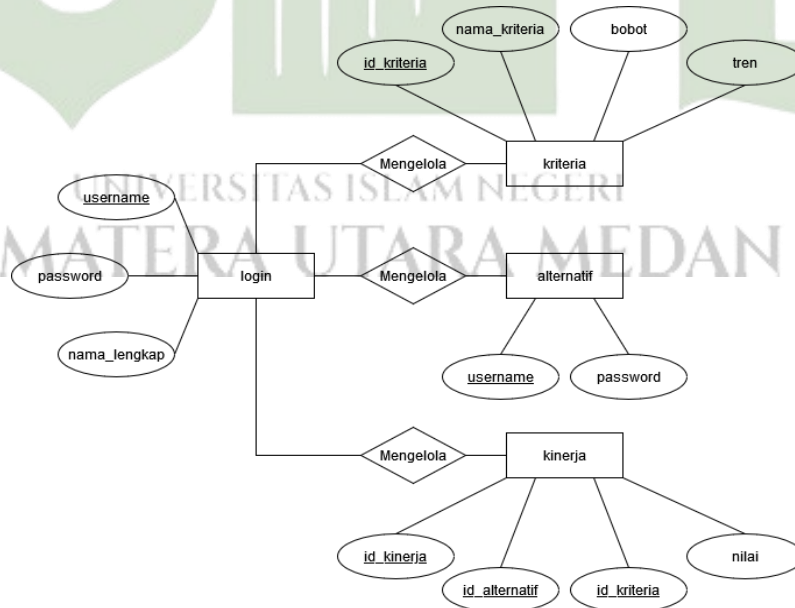 nama_kriteria
bobot
id_kriteria
tren
Mengelola
kriteria
UNIVERSITAS ISLAM NEGERI
username
MATERA UTARA MEDAN
password
login
Mengelola
alternatif
nama_lengkap
username
password
Mengelola
kinerja
id_kinerja
nilai
id_alternatif
id_kriteria